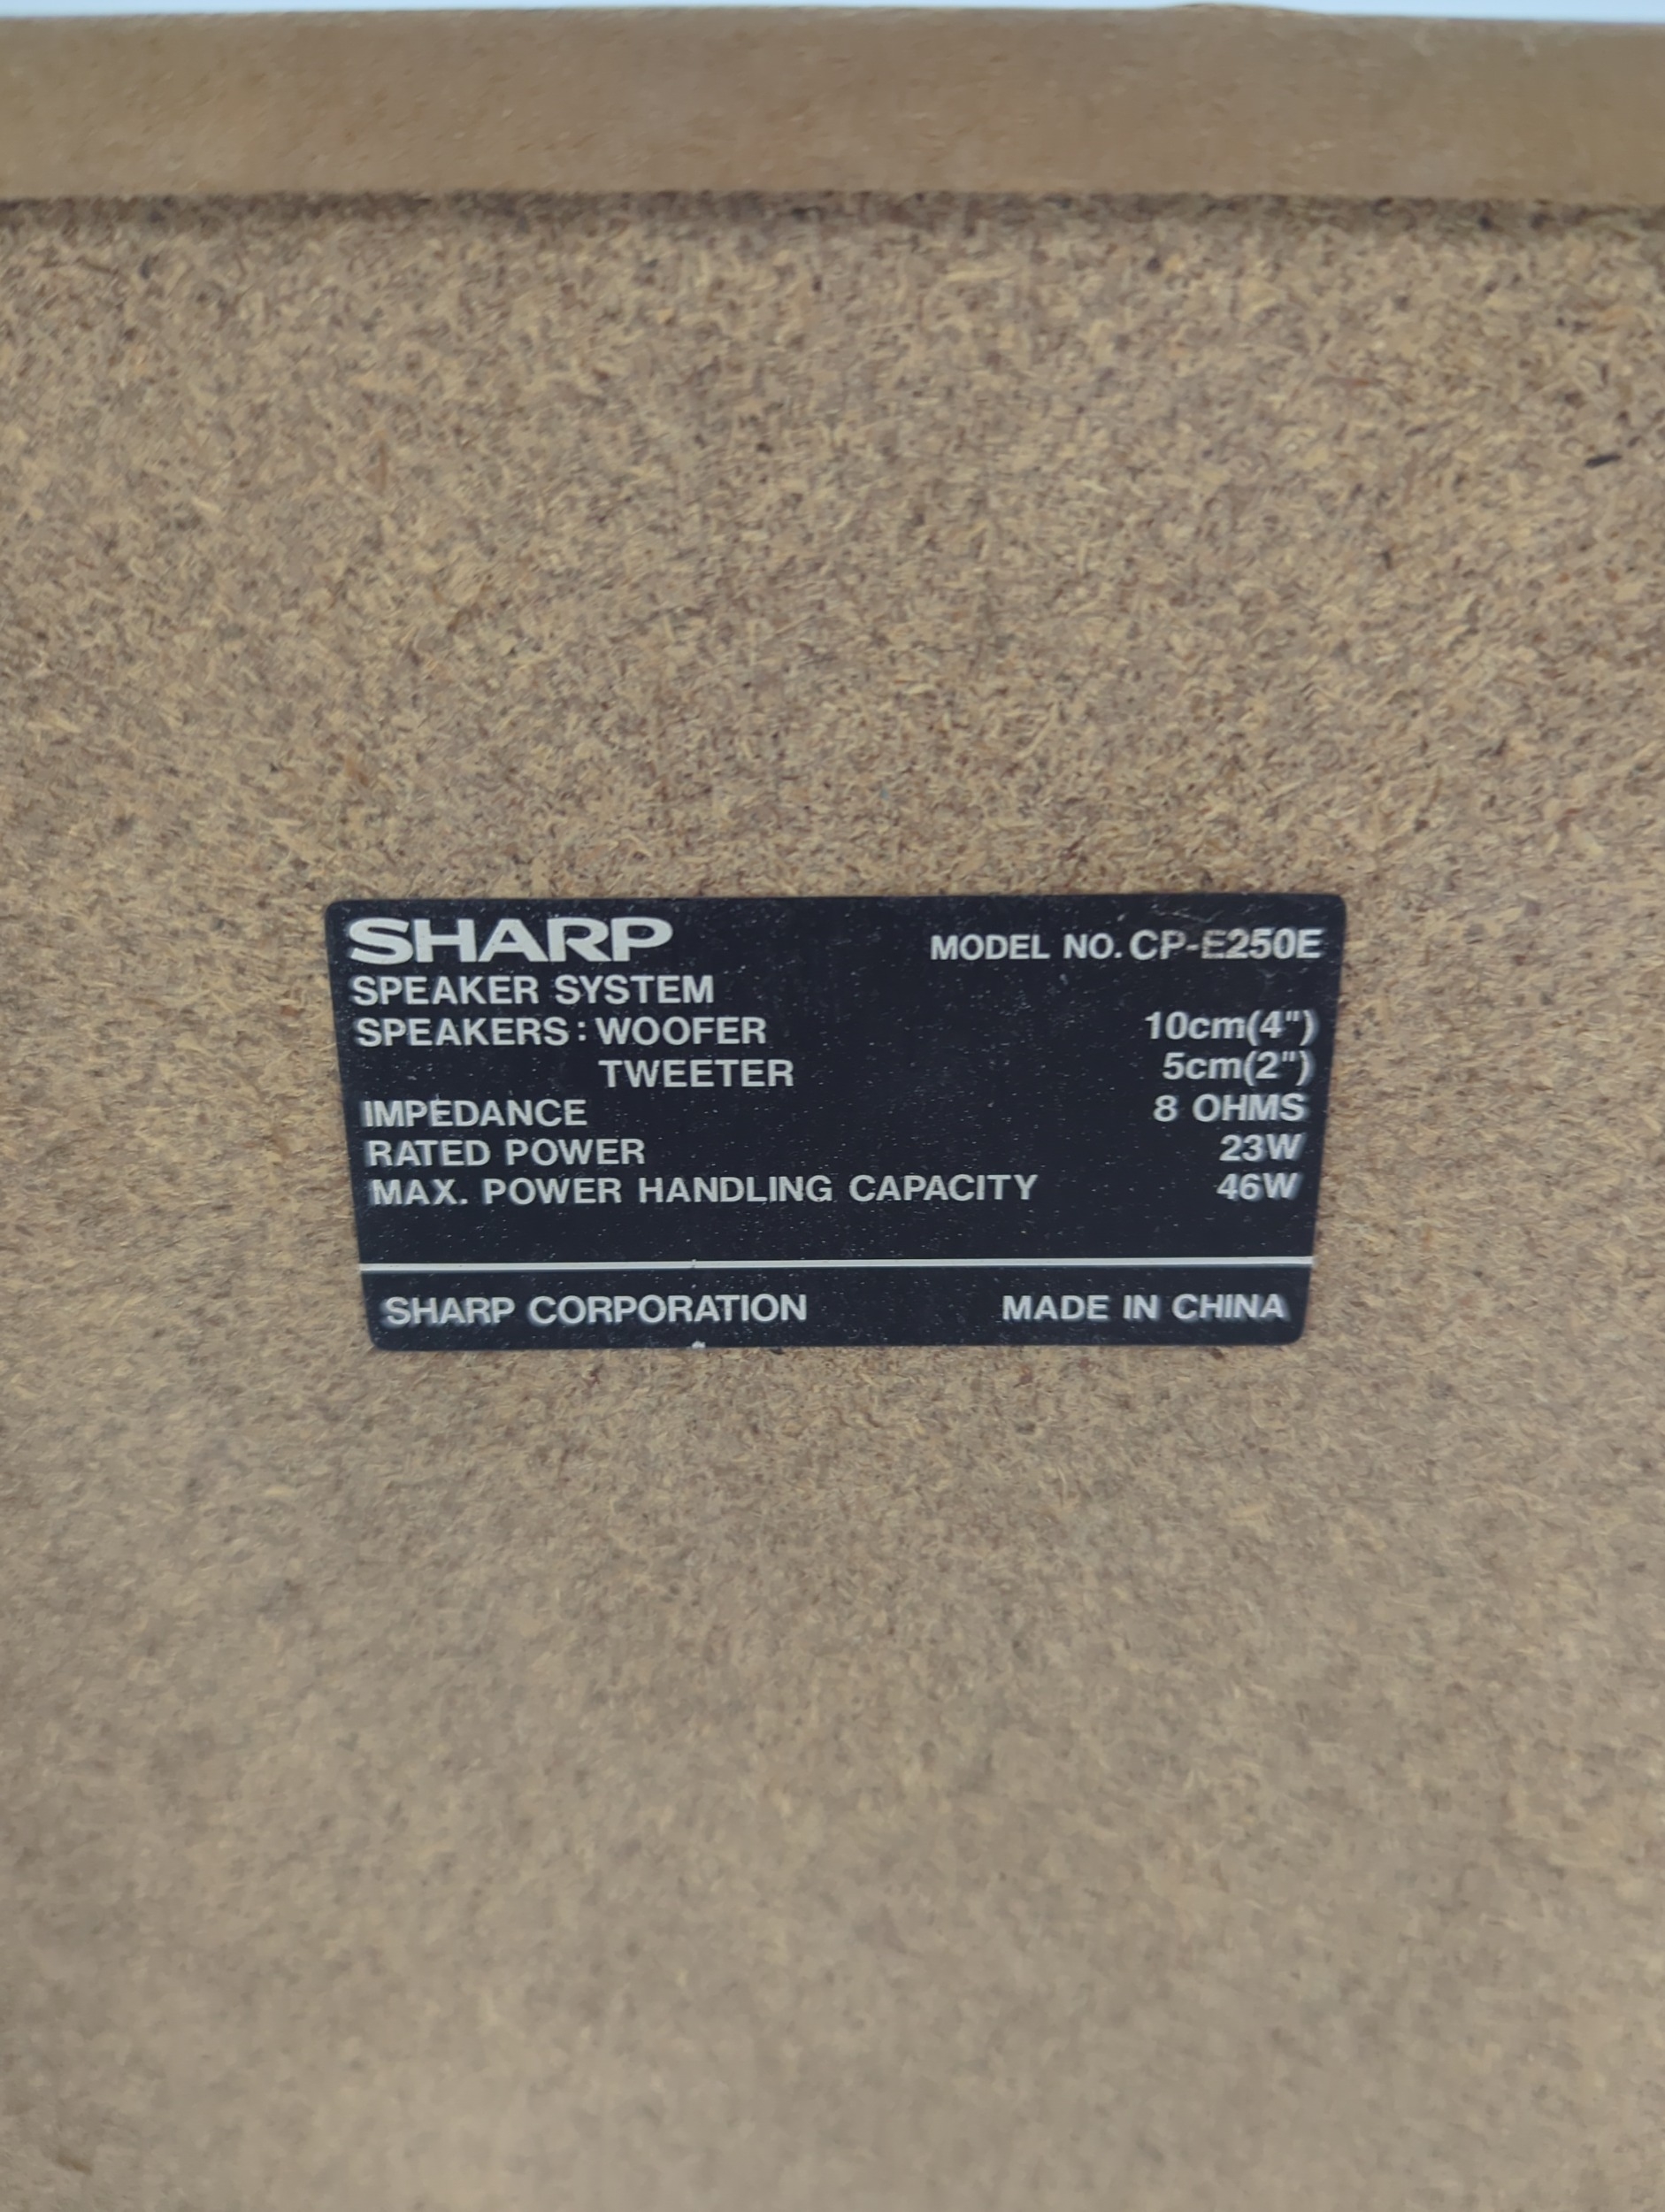 SHARP MODEL NO. CP-E250E
SPEAKER SYSTEM
SPEAKERS : WOOFER 10cm(4")
TWEETER 5cm(2")
IMPEDANCE 8 OHMS
RATED POWER 23W
MAX. POWER HANDLING CAPACITY 46W
SHARP CORPORATION MADE IN CHINA